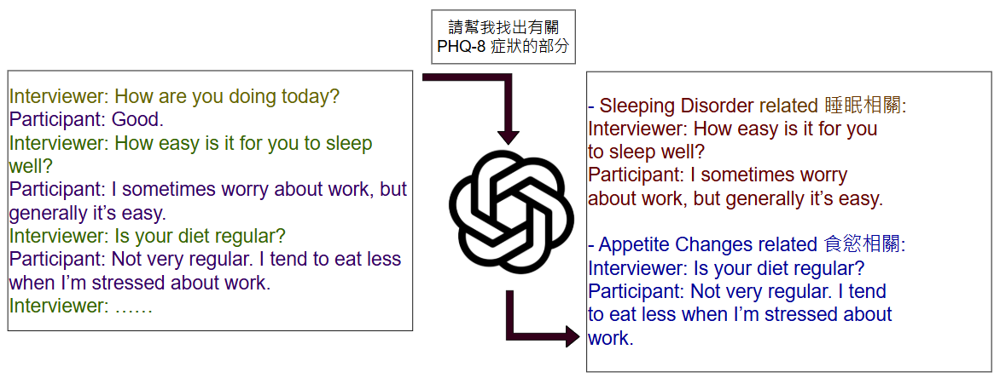 請幫我找出有關
PHQ-8 症狀的部分
Interviewer: How are you doing today?
Participant: Good.
Interviewer: How easy is it for you to sleep
well?
Participant: I sometimes worry about work, but
generally it’s easy.
Interviewer: Is your diet regular?
Participant: Not very regular. I tend to eat less
when I’m stressed about work.
Interviewer: ……
- Sleeping Disorder related 睡眠相關:
Interviewer: How easy is it for you
to sleep well?
Participant: I sometimes worry
about work, but generally it’s easy.
- Appetite Changes related 食慾相關:
Interviewer: Is your diet regular?
Participant: Not very regular. I tend
to eat less when I’m stressed about
work.